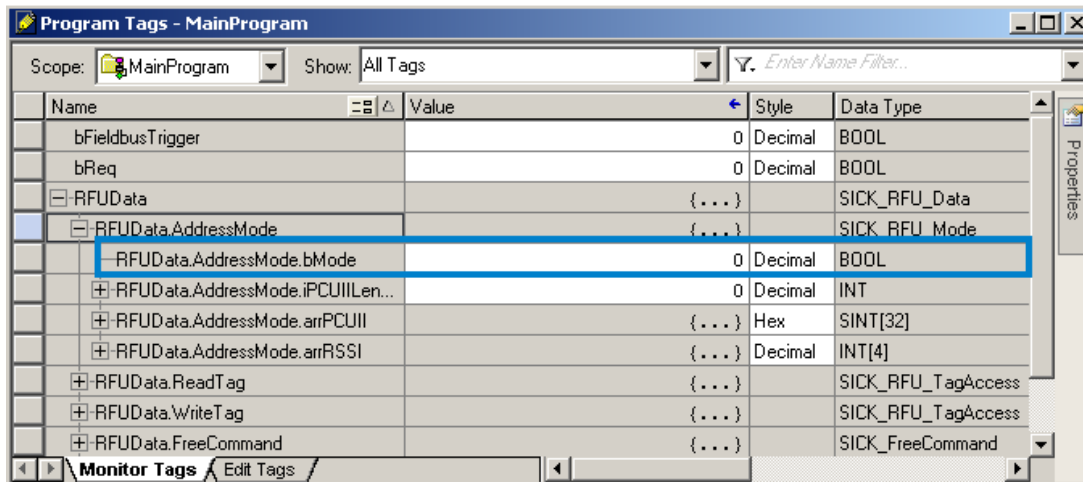 Program Tags - MainProgram
Scope: MainProgram Show: All Tags Enter Name Filter...
Name Value Style Data Type
bFieldbusTrigger 0 Decimal BOOL
bReq 0 Decimal BOOL
RFUData {...} SICK_RFU_Data
RFUData.AddressMode {...} SICK_RFU_Mode
RFUData.AddressMode.bMode 0 Decimal BOOL
RFUData.AddressMode.iPCUIILen... 0 Decimal INT
RFUData.AddressMode.arrPCUII {...} Hex SINT[32]
RFUData.AddressMode.arrRSSI {...} Decimal INT[4]
RFUData.ReadTag {...} SICK_RFU_TagAccess
RFUData.WriteTag {...} SICK_RFU_TagAccess
RFUData.FreeCommand {...} SICK_FreeCommand
Monitor Tags Edit Tags
Properties